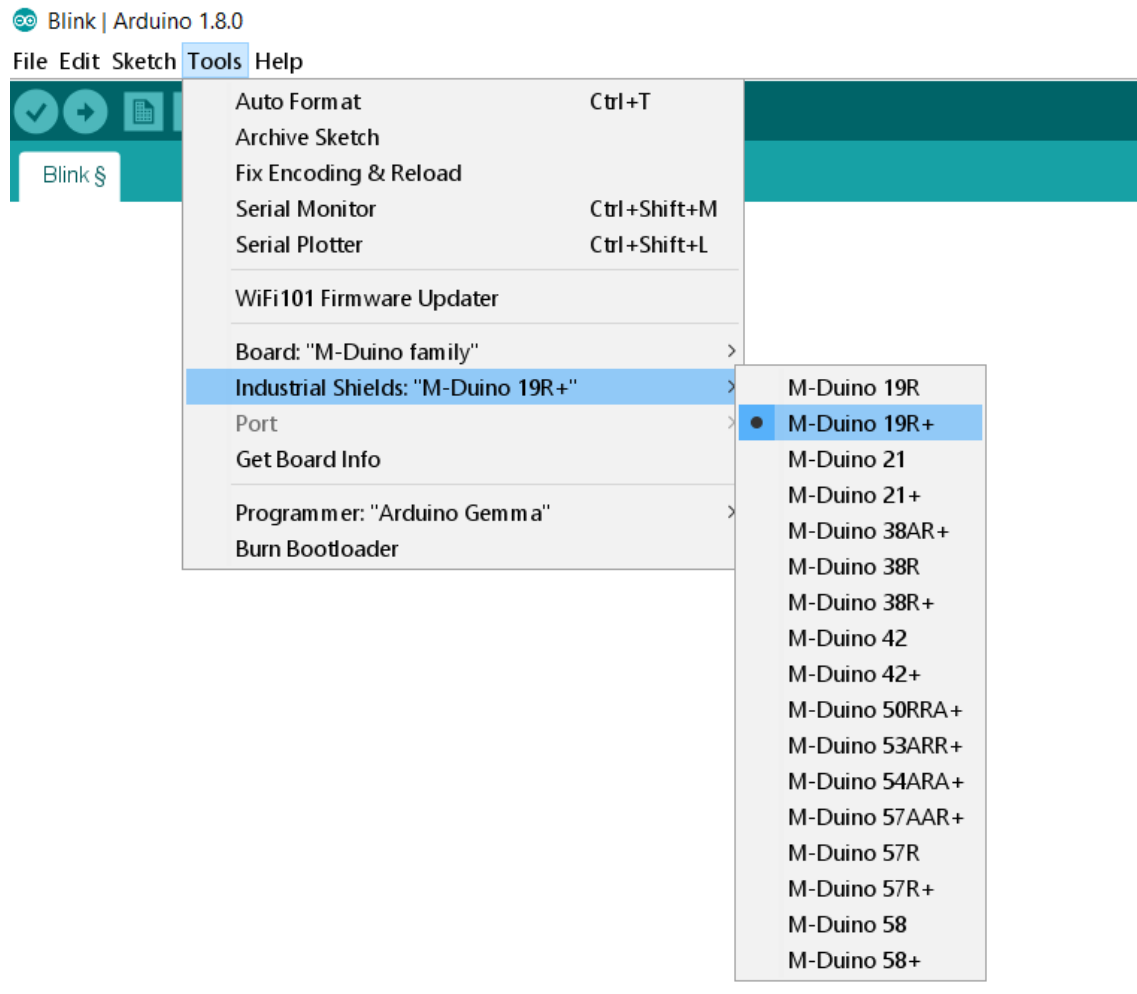 Blink | Arduino 1.8.0
File Edit Sketch Tools Help
Blink §
Auto Format Ctrl+T
Archive Sketch
Fix Encoding & Reload
Serial Monitor Ctrl+Shift+M
Serial Plotter Ctrl+Shift+L
WiFi101 Firmware Updater
Board: "M-Duino family"
Industrial Shields: "M-Duino 19R+"
Port
Get Board Info
Programmer: "Arduino Gemma"
Burn Bootloader
M-Duino 19R
M-Duino 19R+
M-Duino 21
M-Duino 21+
M-Duino 38AR+
M-Duino 38R
M-Duino 38R+
M-Duino 42
M-Duino 42+
M-Duino 50RRA+
M-Duino 53ARR+
M-Duino 54ARA+
M-Duino 57AAR+
M-Duino 57R
M-Duino 57R+
M-Duino 58
M-Duino 58+